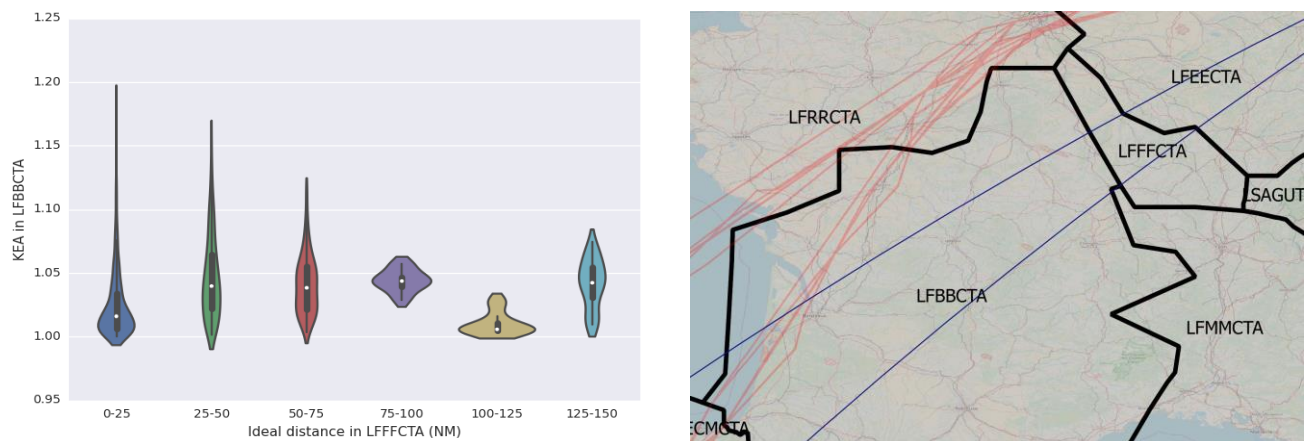 1.25
1.20
1.15
1.10
1.05
1.00
0.95
KEA in LFBBCTA
0-25
25-50
50-75
75-100
100-125
125-150
Ideal distance in LFFFCTA (NM)
LFEECTA
LFRRCTA
LFFFCTA
LSAGUT
LFBBCTA
LFMMCTA
ECMCTA